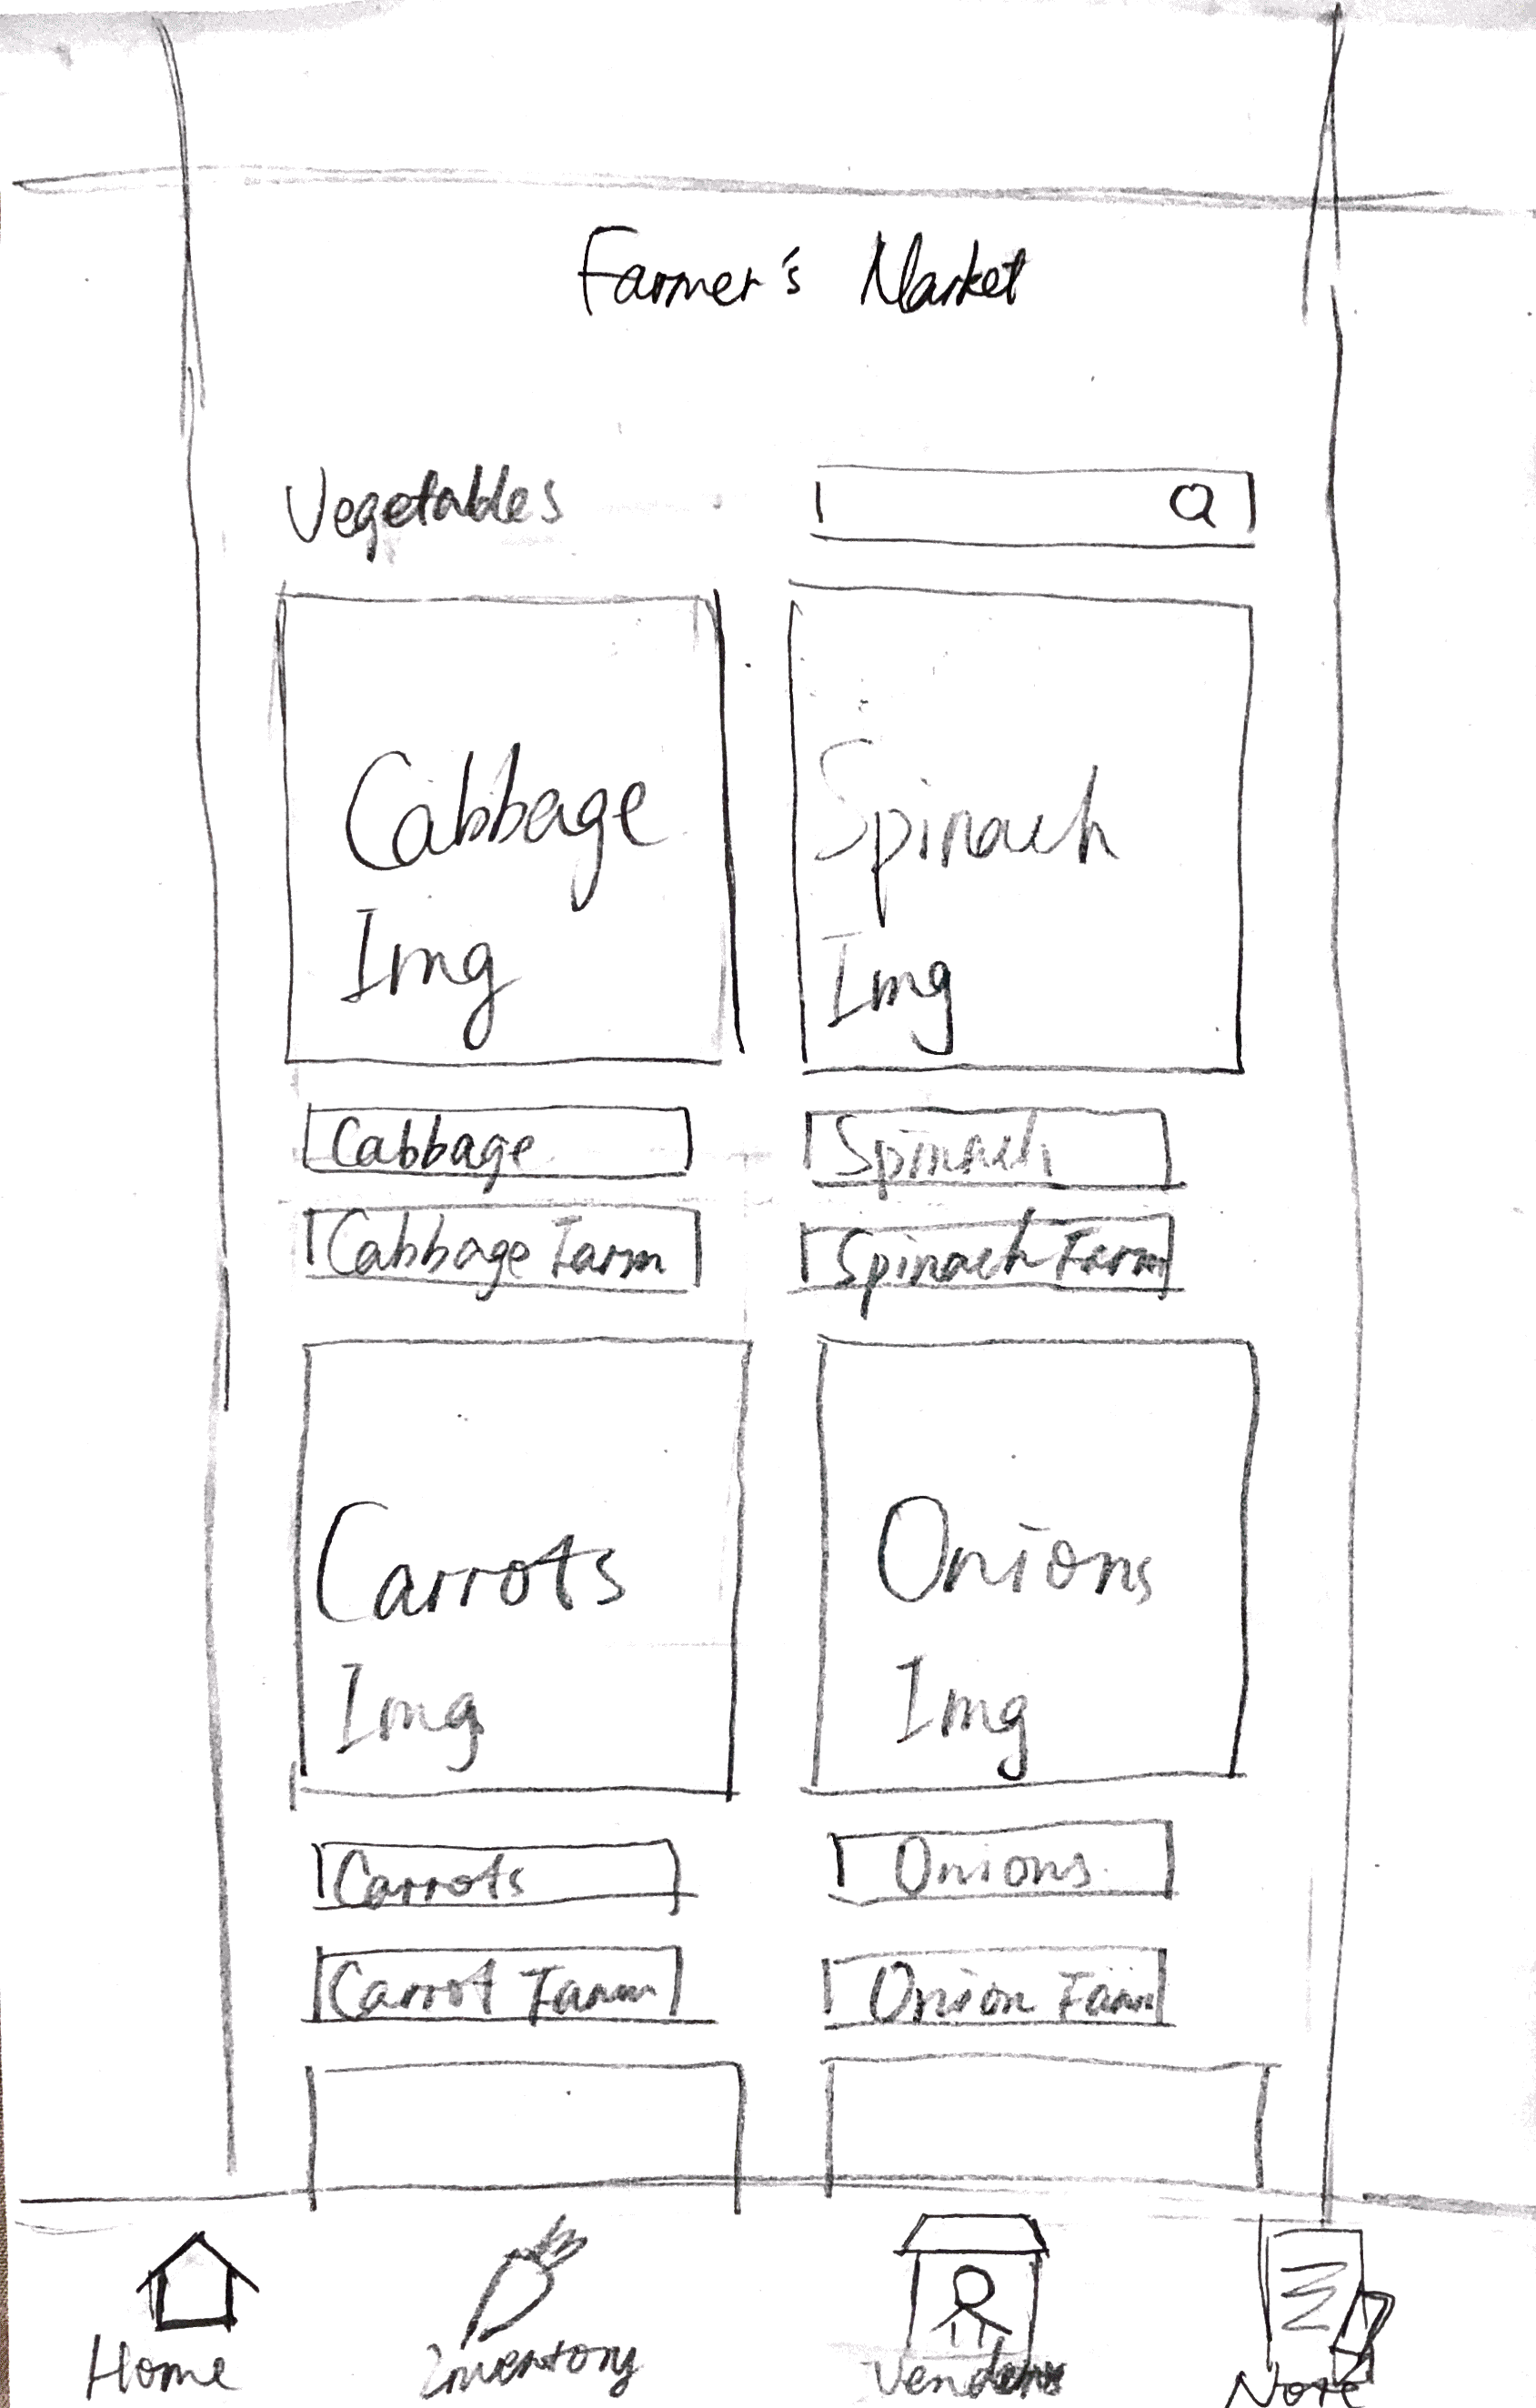 Farmer's Market
Vegetables
Cabbage Spinach
Img Img
Cabbage Spinach
Cabbage Farm Spinach Farm
Carrots Onions
Img Img
Carrots Onions
Carrot Farm Onion Farm
Home Inventory Vendors Note